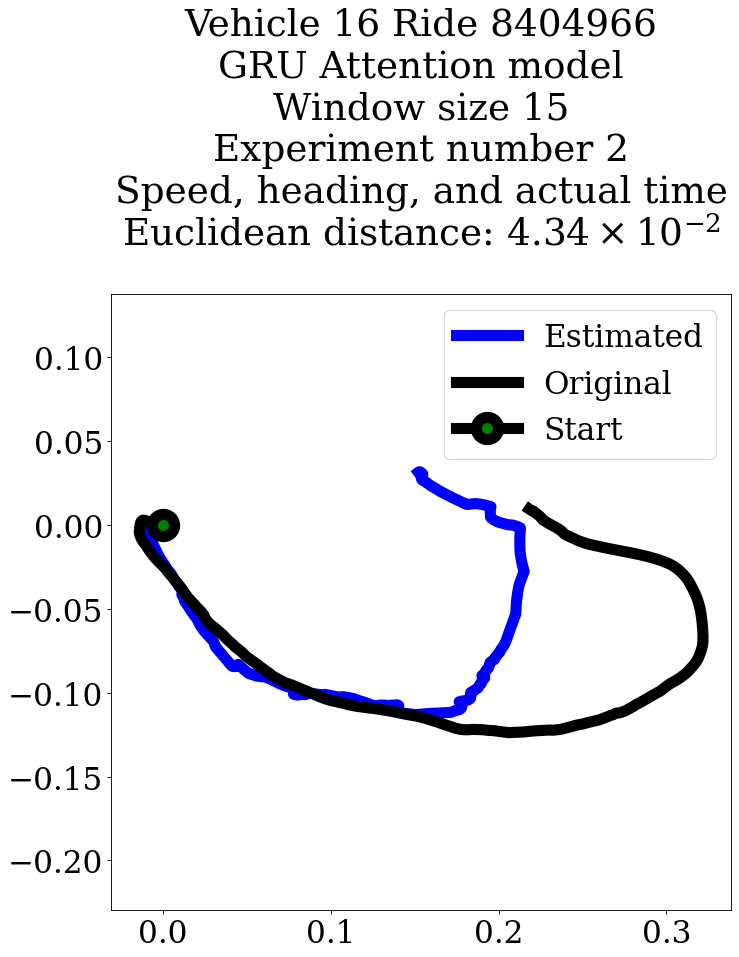 Vehicle 16 Ride 8404966
GRU Attention model
Window size 15
Experiment number 2
Speed, heading, and actual time
Euclidean distance: 4.34 × 10⁻²
Estimated
Original
Start
0.10
0.05
0.00
−0.05
−0.10
−0.15
−0.20
0.0 0.1 0.2 0.3